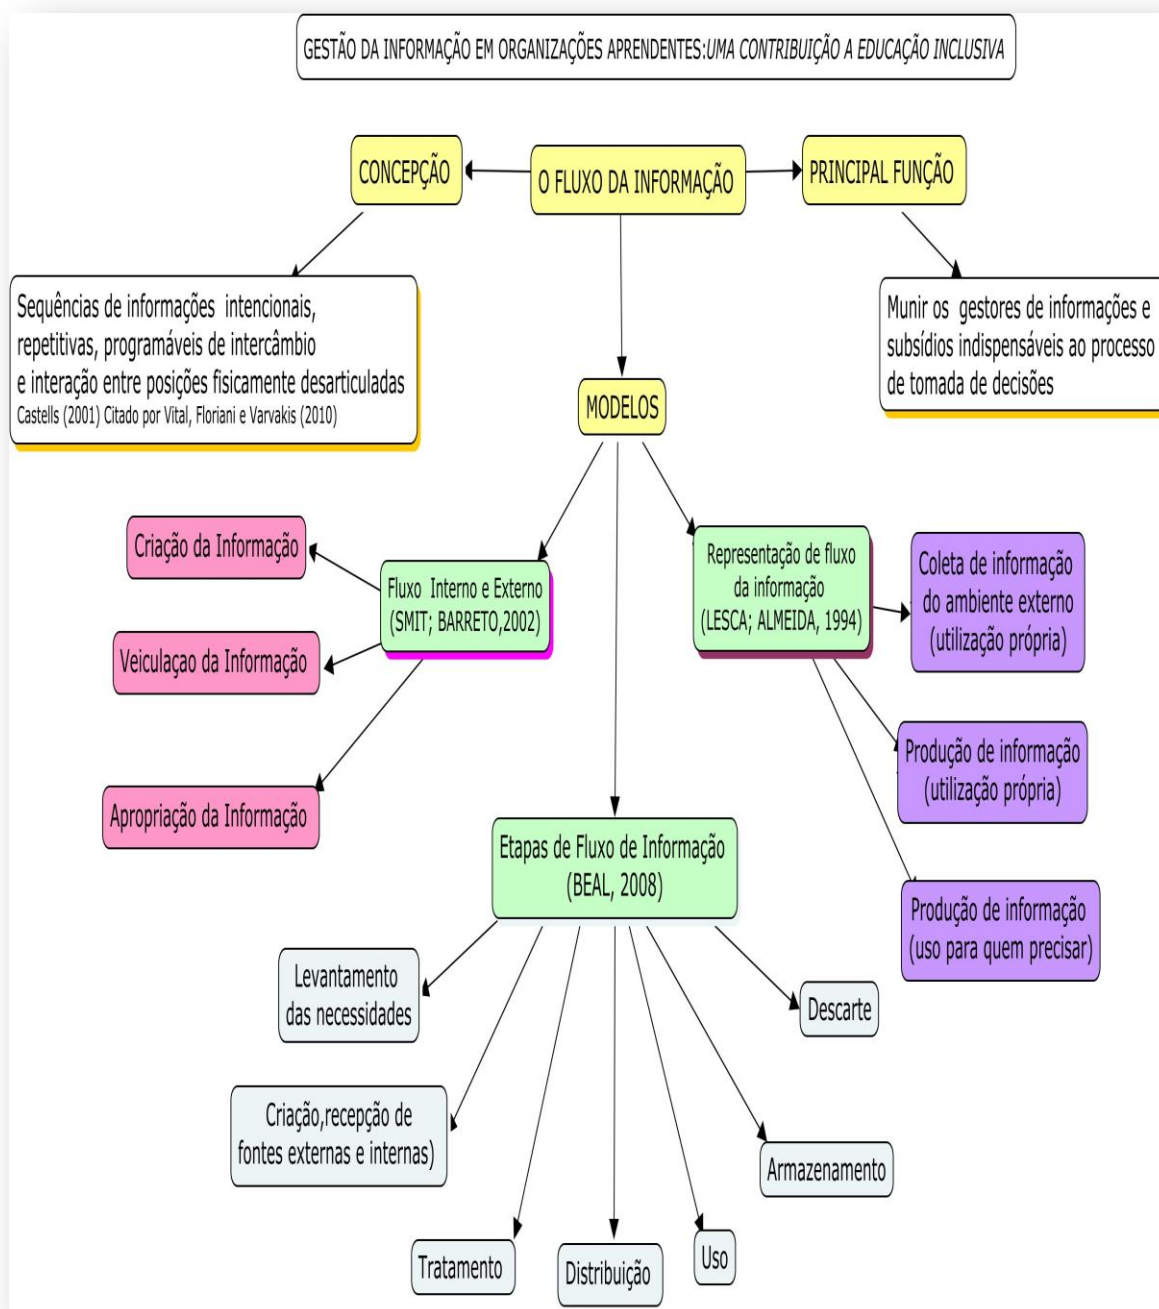 GESTÃO DA INFORMAÇÃO EM ORGANIZAÇÕES APRENDENTES:UMA CONTRIBUIÇÃO A EDUCAÇÃO INCLUSIVA
CONCEPÇÃO
O FLUXO DA INFORMAÇÃO
PRINCIPAL FUNÇÃO
Sequências de informações intencionais,
repetitivas, programáveis de intercâmbio
e interação entre posições fisicamente desarticuladas
Castells (2001) Citado por Vital, Floriani e Varvakis (2010)
Munir os gestores de informações e
subsídios indispensáveis ao processo
de tomada de decisões
MODELOS
Criação da Informação
Veiculaçao da Informação
Apropriação da Informação
Fluxo Interno e Externo
(SMIT; BARRETO,2002)
Representação de fluxo
da informação
(LESCA; ALMEIDA, 1994)
Coleta de informação
do ambiente externo
(utilização própria)
Produção de informação
(utilização própria)
Produção de informação
(uso para quem precisar)
Etapas de Fluxo de Informação
(BEAL, 2008)
Levantamento
das necessidades
Criação,recepção de
fontes externas e internas)
Tratamento
Distribuição
Uso
Armazenamento
Descarte